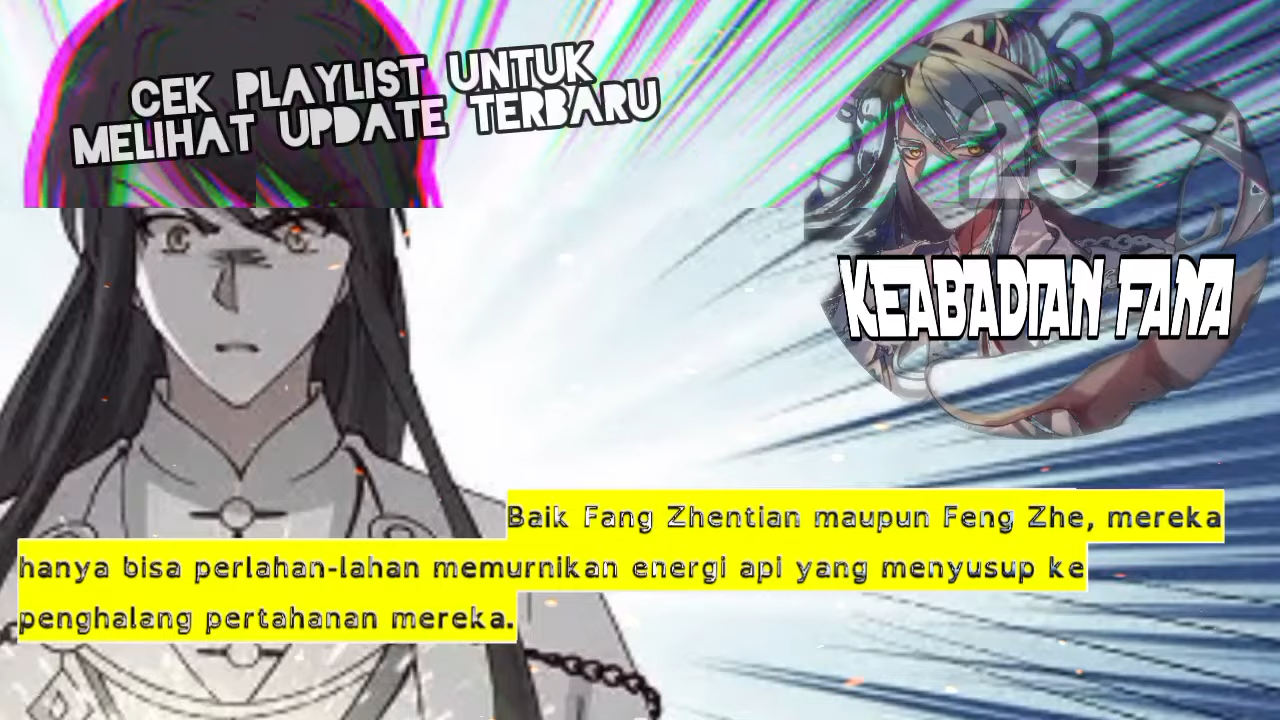 CEK PLAYLIST UNTUK
MELIHAT UPDATE TERBARU
29
KEABADIAN FANA
Baik Fang Zhentian maupun Feng Zhe, mereka
hanya bisa perlahan-lahan memurnikan energi api yang menyusup ke
penghalang pertahanan mereka.